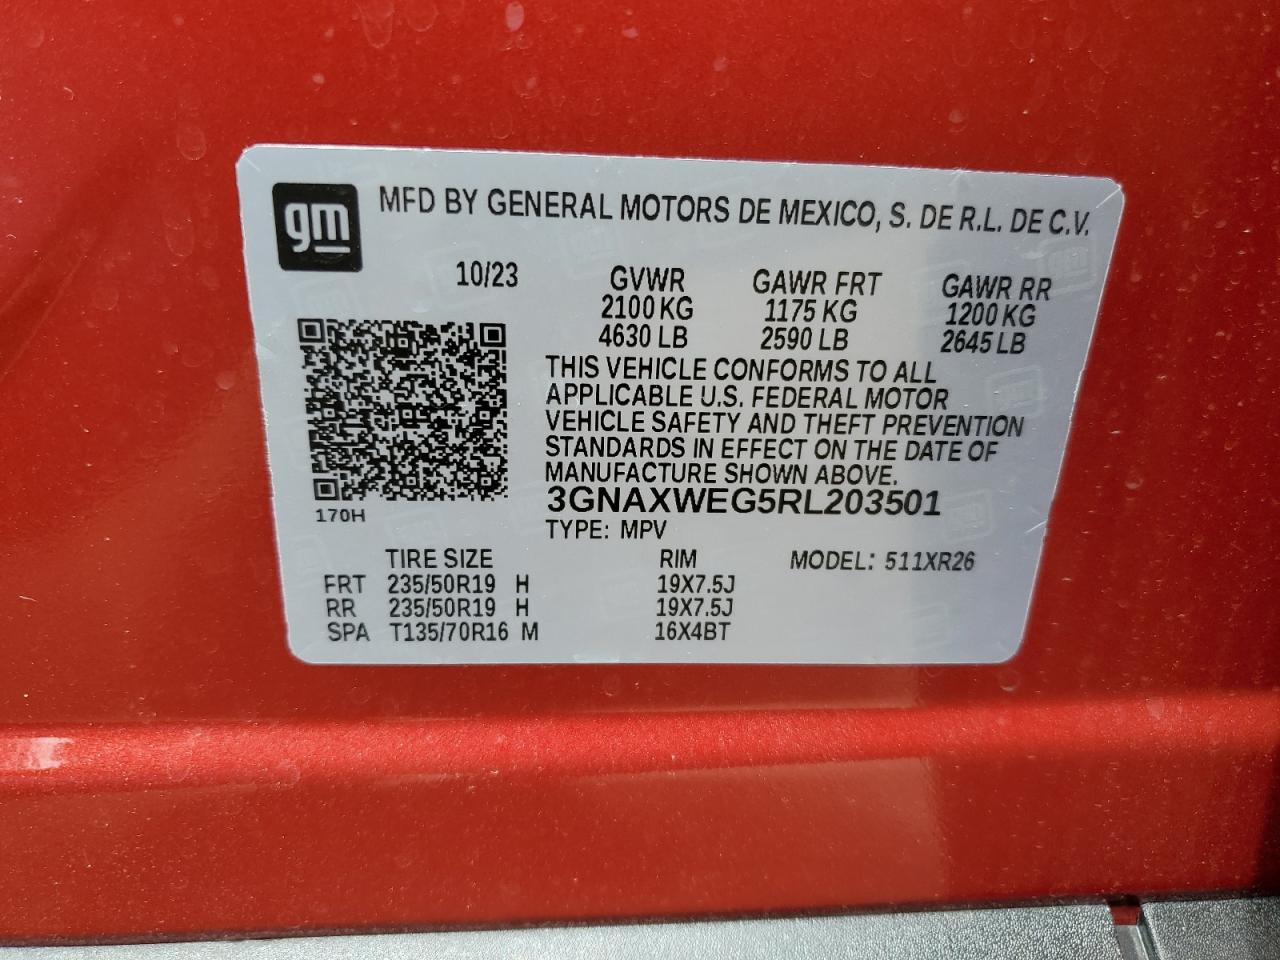 gm MFD BY GENERAL MOTORS DE MEXICO, S. DE R.L. DE C.V.
10/23 GVWR GAWR FRT GAWR RR
2100 KG 1175 KG 1200 KG
4630 LB 2590 LB 2645 LB
THIS VEHICLE CONFORMS TO ALL
APPLICABLE U.S. FEDERAL MOTOR
VEHICLE SAFETY AND THEFT PREVENTION
STANDARDS IN EFFECT ON THE DATE OF
MANUFACTURE SHOWN ABOVE.
3GNAXWEG5RL203501
170H
TYPE: MPV
TIRE SIZE RIM MODEL: 511XR26
FRT 235/50R19 H 19X7.5J
RR 235/50R19 H 19X7.5J
SPA T135/70R16 M 16X4BT